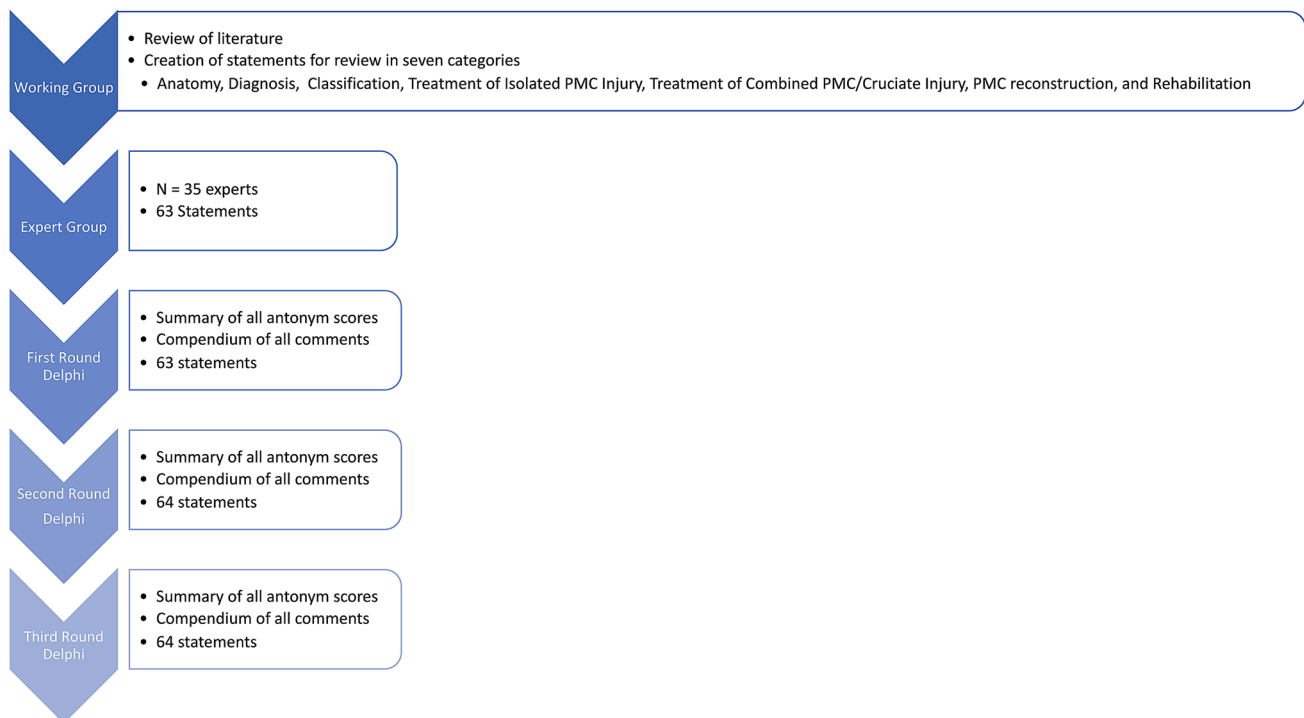 Working Group
• Review of literature
• Creation of statements for review in seven categories
• Anatomy, Diagnosis, Classification, Treatment of Isolated PMC Injury, Treatment of Combined PMC/Cruciate Injury, PMC reconstruction, and Rehabilitation
Expert Group
• N = 35 experts
• 63 Statements
First Round
Delphi
• Summary of all antonym scores
• Compendium of all comments
• 63 statements
Second Round
Delphi
• Summary of all antonym scores
• Compendium of all comments
• 64 statements
Third Round
Delphi
• Summary of all antonym scores
• Compendium of all comments
• 64 statements